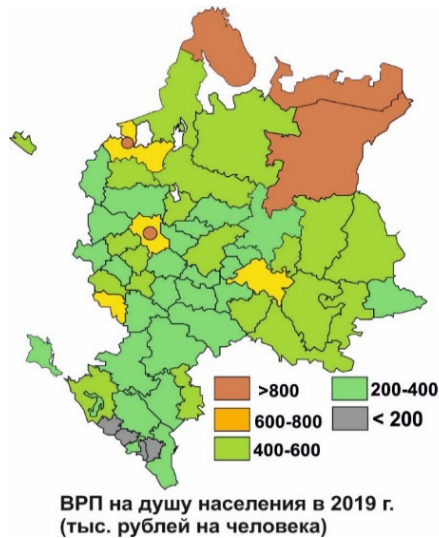 >800
200-400
600-800
< 200
400-600
ВРП на душу населения в 2019 г.
(тыс. рублей на человека)